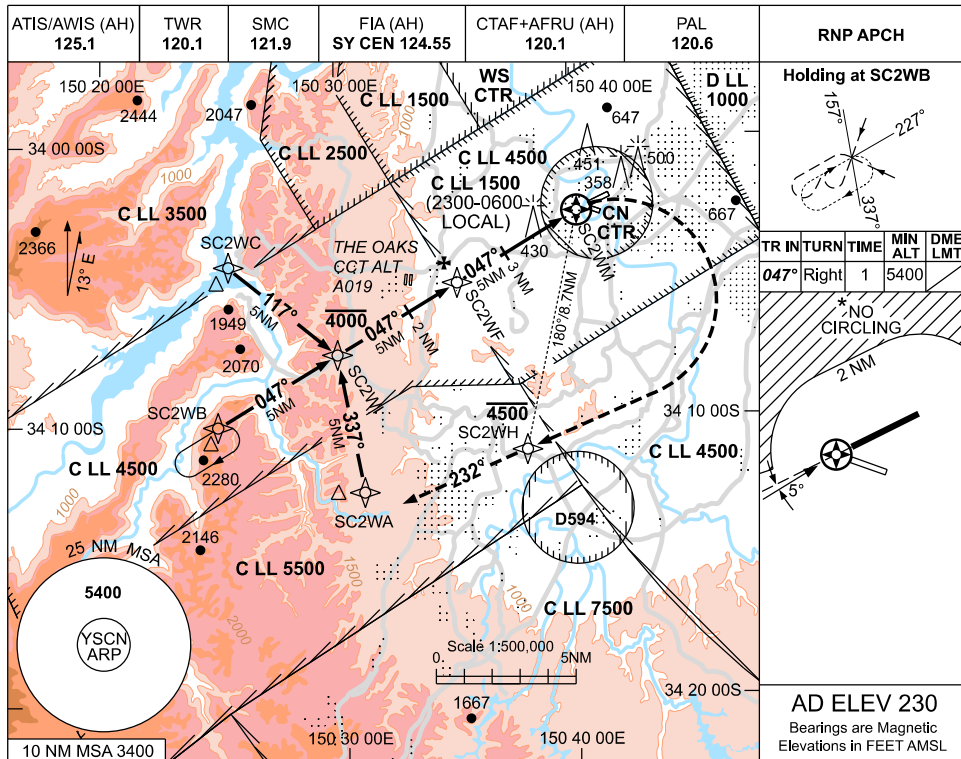 ATIS/AWIS (AH)
125.1
TWR
120.1
SMC
121.9
FIA (AH)
SY CEN 124.55
CTAF+AFRU (AH)
120.1
PAL
120.6
RNP APCH
150 20 00E
150 30 00E
150 40 00E
2444
2047
C LL 1500
WS
CTR
647
D LL
1000
34 00 00S
1000
1000
C LL 2500
C LL 4500
C LL 1500
(2300-0600
LOCAL)
451
358
500
C LL 3500
2366
13° E
SC2WC
THE OAKS
CCT ALT
A019
430
CN
CTR
667
SC2WM
047°
5NM
3 NM
SC2WF
180°/8.7NM
117°
5NM
4000
047°
5NM
2 NM
1949
2070
SC2WI
SC2WB
047°
5NM
337°
5NM
4500
SC2WH
34 10 00S
34 10 00S
C LL 4500
C LL 4500
2280
232°
SC2WA
1000
D594
2146
25 NM MSA
5400
YSCN
ARP
C LL 5500
1500
2000
1000
C LL 7500
Scale 1:500,000
0
5NM
34 20 00S
1667
150 30 00E
150 40 00E
10 NM MSA 3400
Holding at SC2WB
157°
227°
337°
TR IN
TURN
TIME
MIN
ALT
DME
LMT
047°
Right
1
5400
*NO
CIRCLING
2 NM
5°
AD ELEV 230
Bearings are Magnetic
Elevations in FEET AMSL